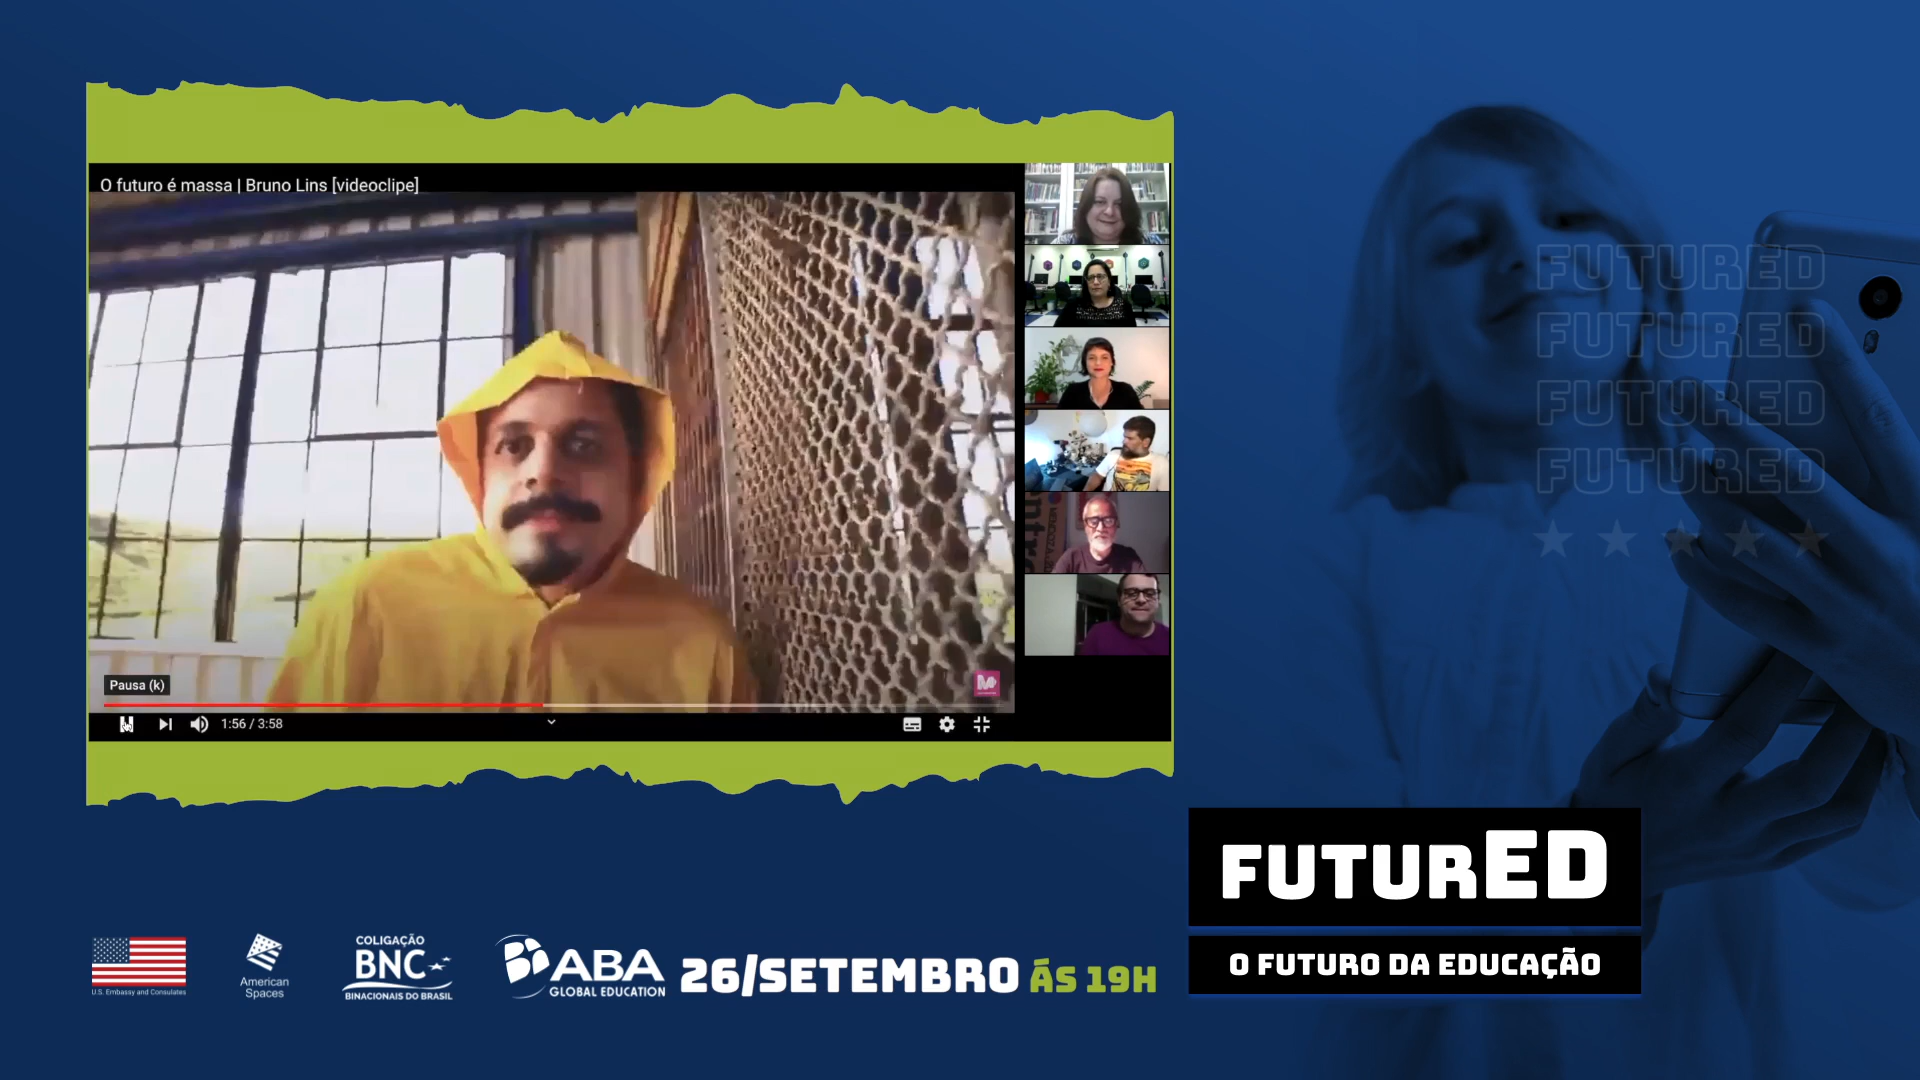 O futuro é massa | Bruno Lins [videoclipe]
Pausa (k)
1:56 / 3:58
FUTURED
FUTURED
FUTURED
FUTURED
FUTURED
O FUTURO DA EDUCAÇÃO
U.S. Embassy and Consulates
American
Spaces
COLIGAÇÃO
BNC
BINACIONAIS DO BRASIL
ABA
GLOBAL EDUCATION
26/SETEMBRO ÁS 19H